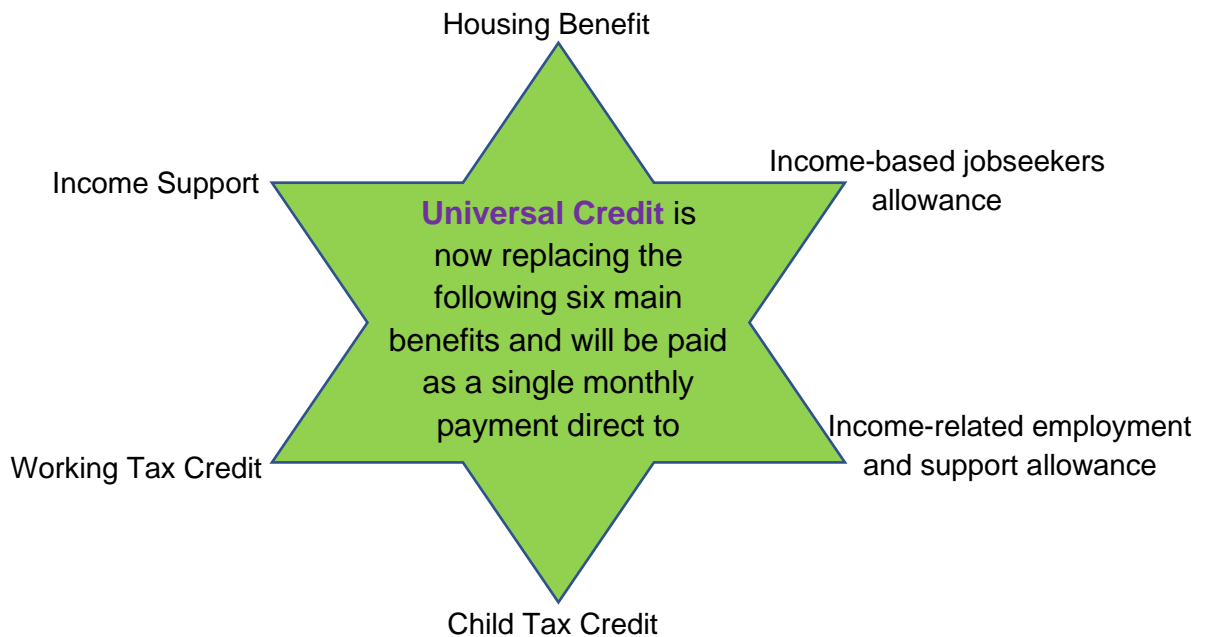 Housing Benefit
Income-based jobseekers
allowance
Income Support
Universal Credit is
now replacing the
following six main
benefits and will be paid
as a single monthly
payment direct to
Income-related employment
and support allowance
Working Tax Credit
Child Tax Credit